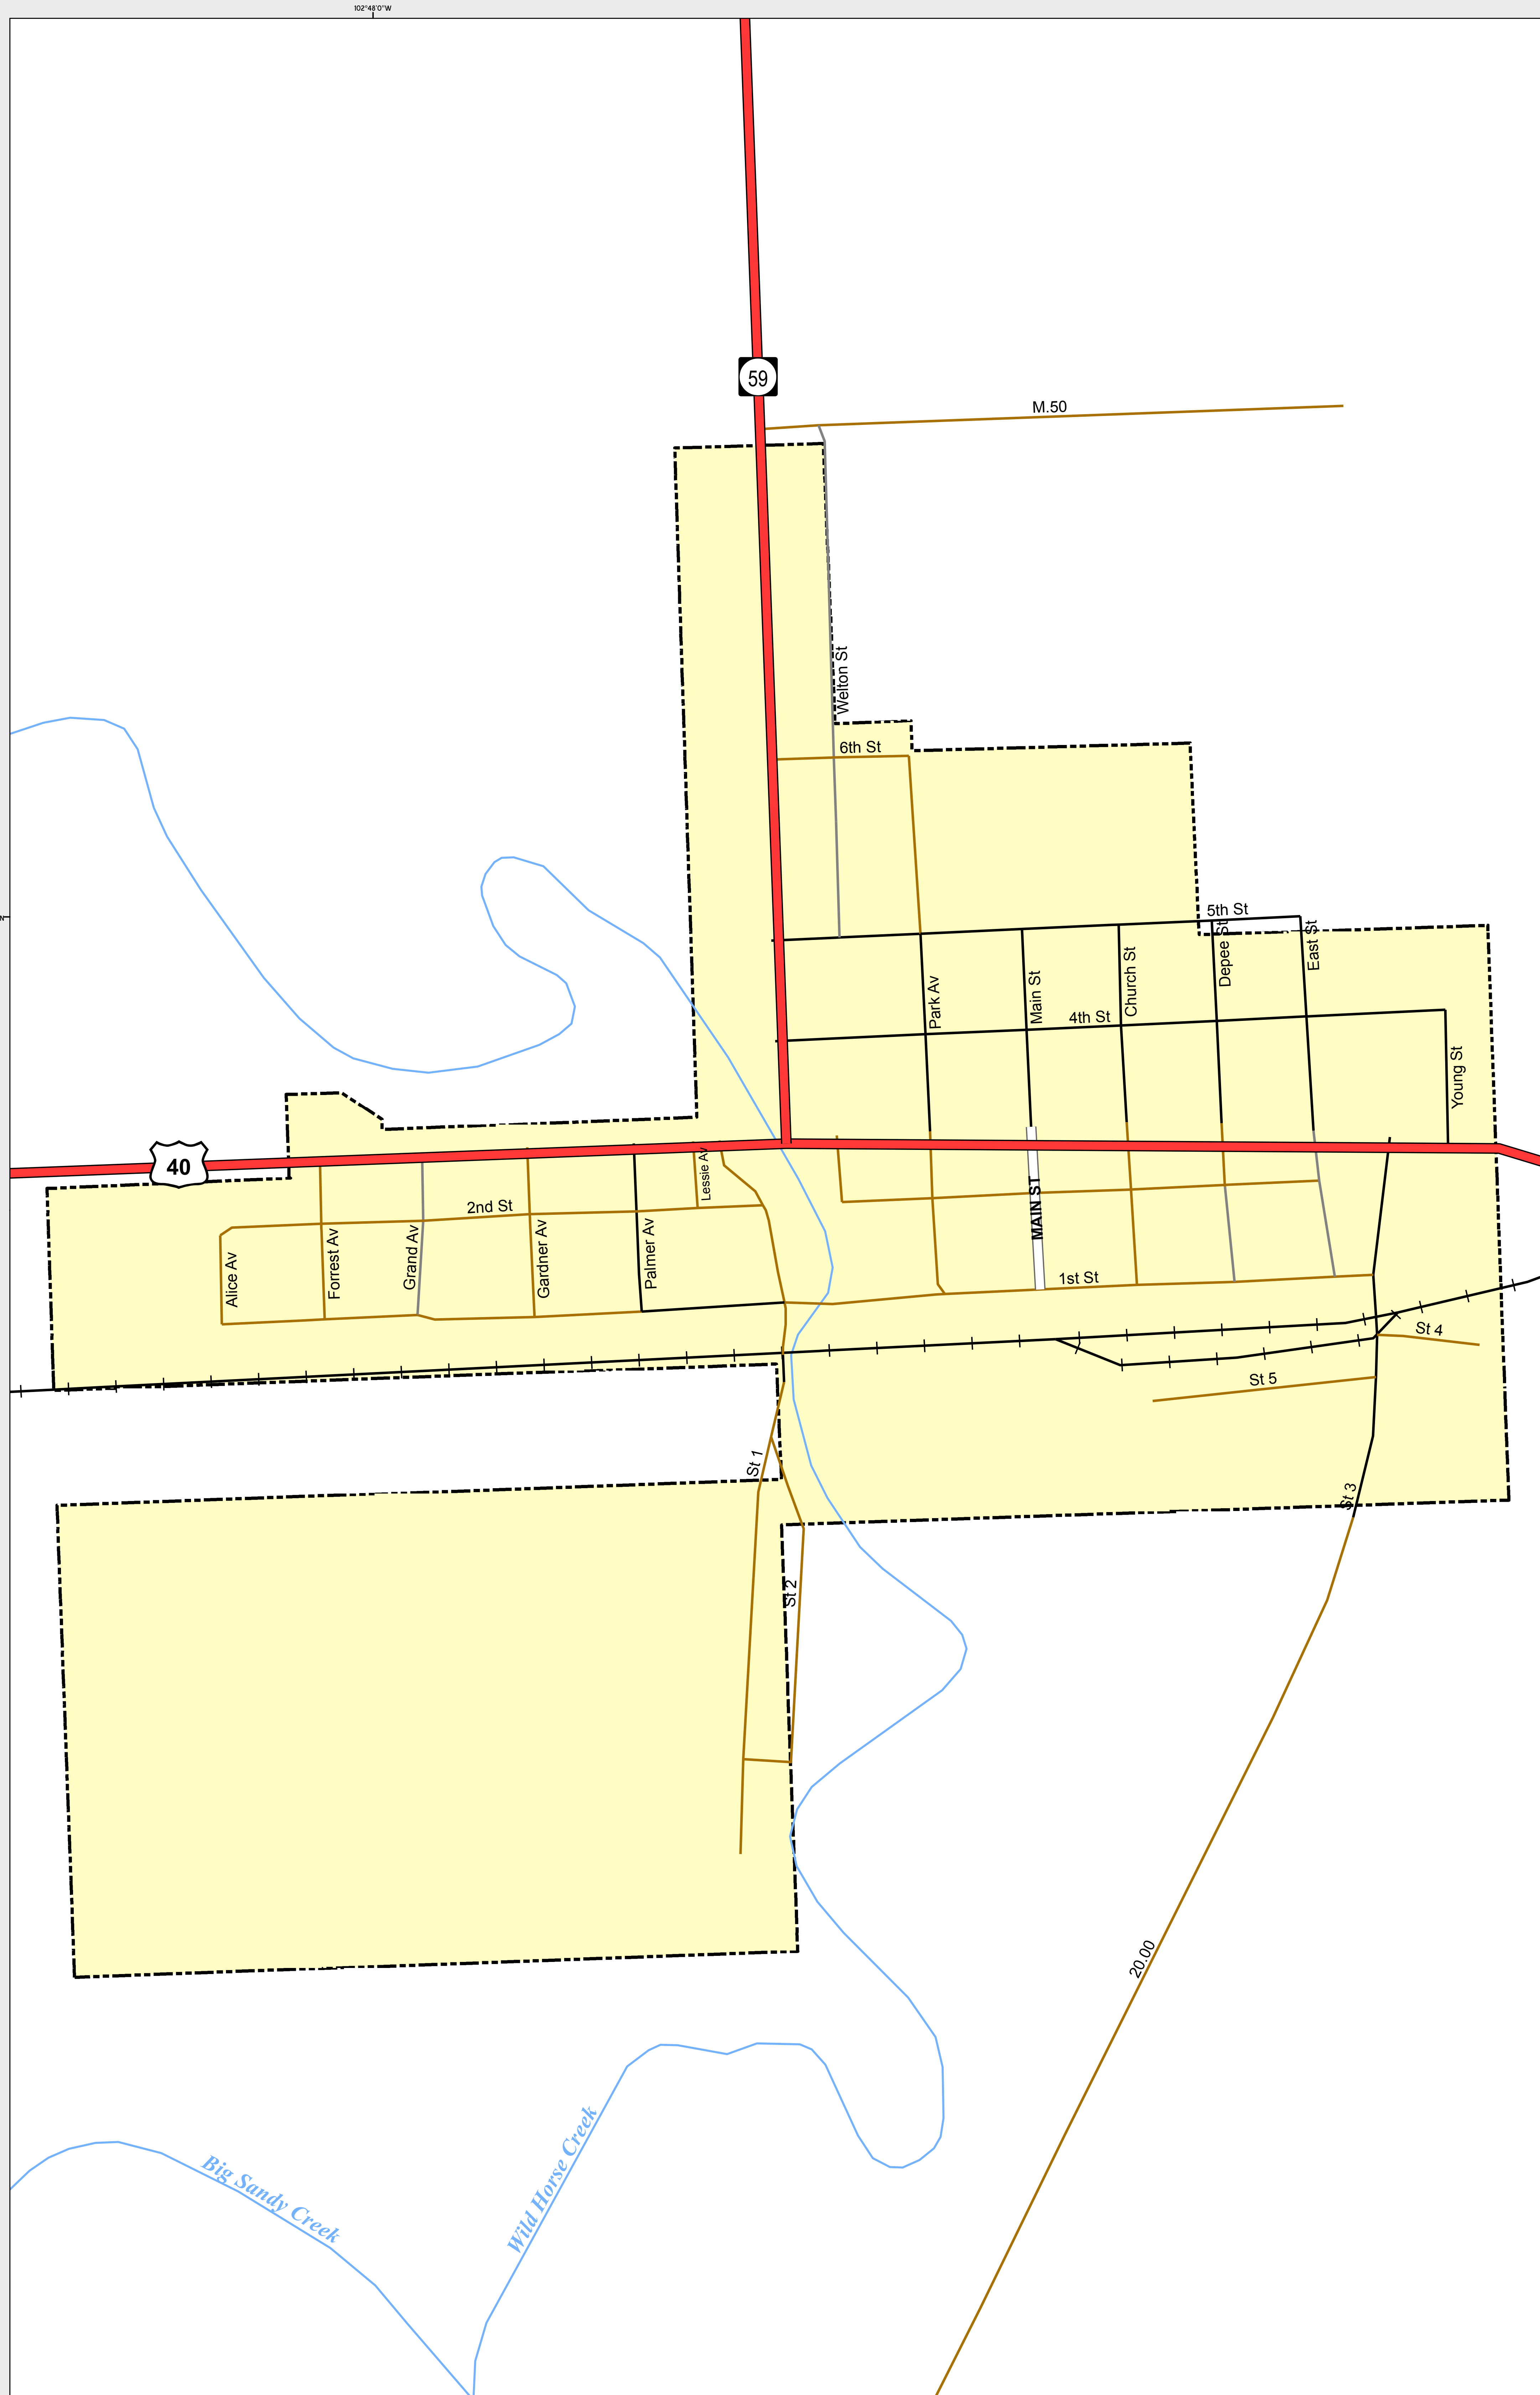 102°48'0"W
59
M.50
Welton St
6th St
5th St
Depee St
East St
Church St
Main St
Park Av
4th St
Young St
40
Lessie Av
2nd St
MAIN ST
Alice Av
Forrest Av
Grand Av
Gardner Av
Palmer Av
1st St
St 4
St 5
St 1
St 3
St 2
20.00
Big Sandy Creek
Wild Horse Creek